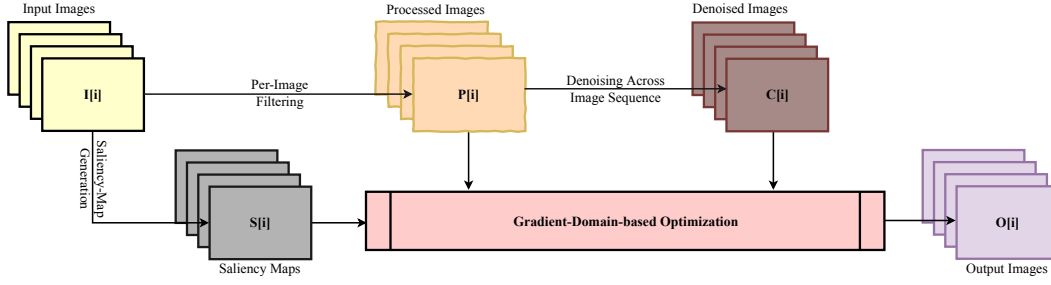 Input Images
Processed Images
Denoised Images
I[i]
Per-Image
Filtering
P[i]
Denoising Across
Image Sequence
C[i]
Saliency-Map
Generation
S[i]
Saliency Maps
Gradient-Domain-based Optimization
O[i]
Output Images